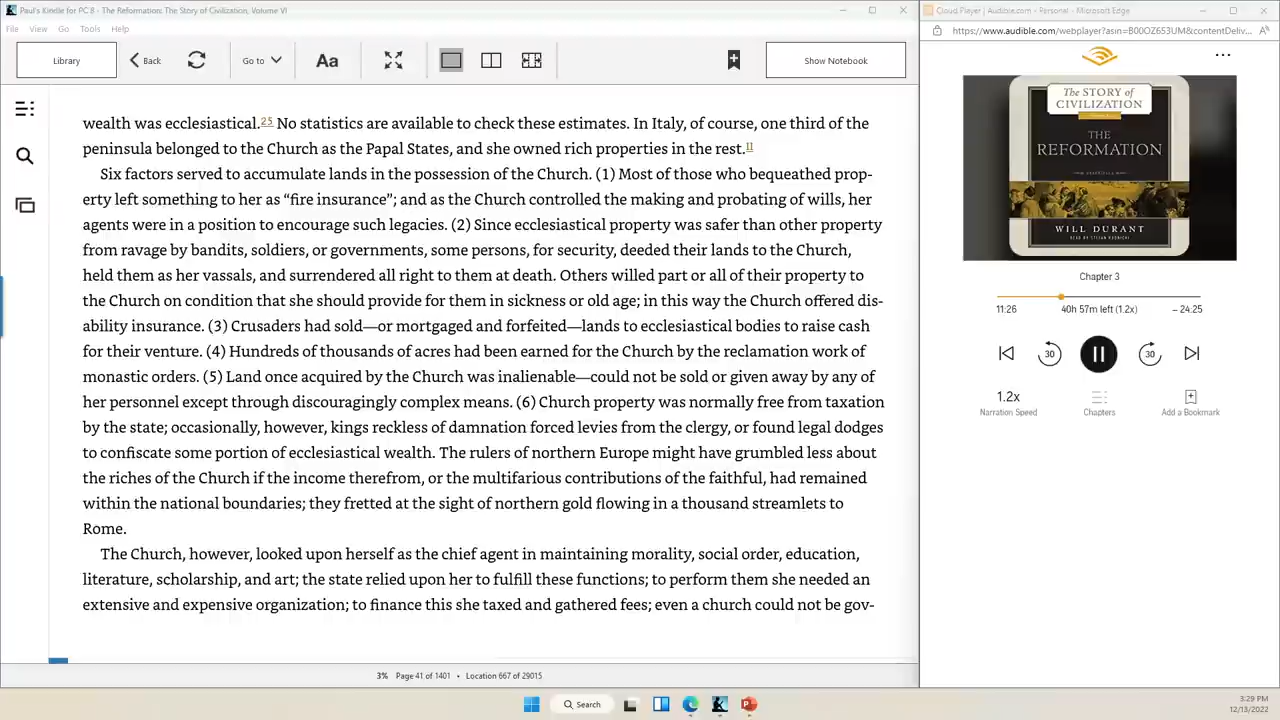 Paul's Kindle for PC 8 - The Reformation: The Story of Civilization, Volume VI
File View Go Tools Help
Library
Back
Go to
Aa
Show Notebook
wealth was ecclesiastical.25 No statistics are available to check these estimates. In Italy, of course, one third of the
peninsula belonged to the Church as the Papal States, and she owned rich properties in the rest.II
Six factors served to accumulate lands in the possession of the Church. (1) Most of those who bequeathed prop-
erty left something to her as “fire insurance”; and as the Church controlled the making and probating of wills, her
agents were in a position to encourage such legacies. (2) Since ecclesiastical property was safer than other property
from ravage by bandits, soldiers, or governments, some persons, for security, deeded their lands to the Church,
held them as her vassals, and surrendered all right to them at death. Others willed part or all of their property to
the Church on condition that she should provide for them in sickness or old age; in this way the Church offered dis-
ability insurance. (3) Crusaders had sold—or mortgaged and forfeited—lands to ecclesiastical bodies to raise cash
for their venture. (4) Hundreds of thousands of acres had been earned for the Church by the reclamation work of
monastic orders. (5) Land once acquired by the Church was inalienable—could not be sold or given away by any of
her personnel except through discouragingly complex means. (6) Church property was normally free from taxation
by the state; occasionally, however, kings reckless of damnation forced levies from the clergy, or found legal dodges
to confiscate some portion of ecclesiastical wealth. The rulers of northern Europe might have grumbled less about
the riches of the Church if the income therefrom, or the multifarious contributions of the faithful, had remained
within the national boundaries; they fretted at the sight of northern gold flowing in a thousand streamlets to
Rome.
The Church, however, looked upon herself as the chief agent in maintaining morality, social order, education,
literature, scholarship, and art; the state relied upon her to fulfill these functions; to perform them she needed an
extensive and expensive organization; to finance this she taxed and gathered fees; even a church could not be gov-
3% Page 41 of 1401 • Location 667 of 29015
Cloud Player | Audible.com - Personal - Microsoft Edge
https://www.audible.com/webplayer?asin=B00OZ653UM&contentDeliv...
The STORY of
CIVILIZATION
THE
REFORMATION
WILL DURANT
READ BY STEFAN RUDNICKI
Chapter 3
11:26 40h 57m left (1.2x) – 24:25
30 30
1.2x
Narration Speed Chapters Add a Bookmark
Search
3:29 PM
12/13/2022